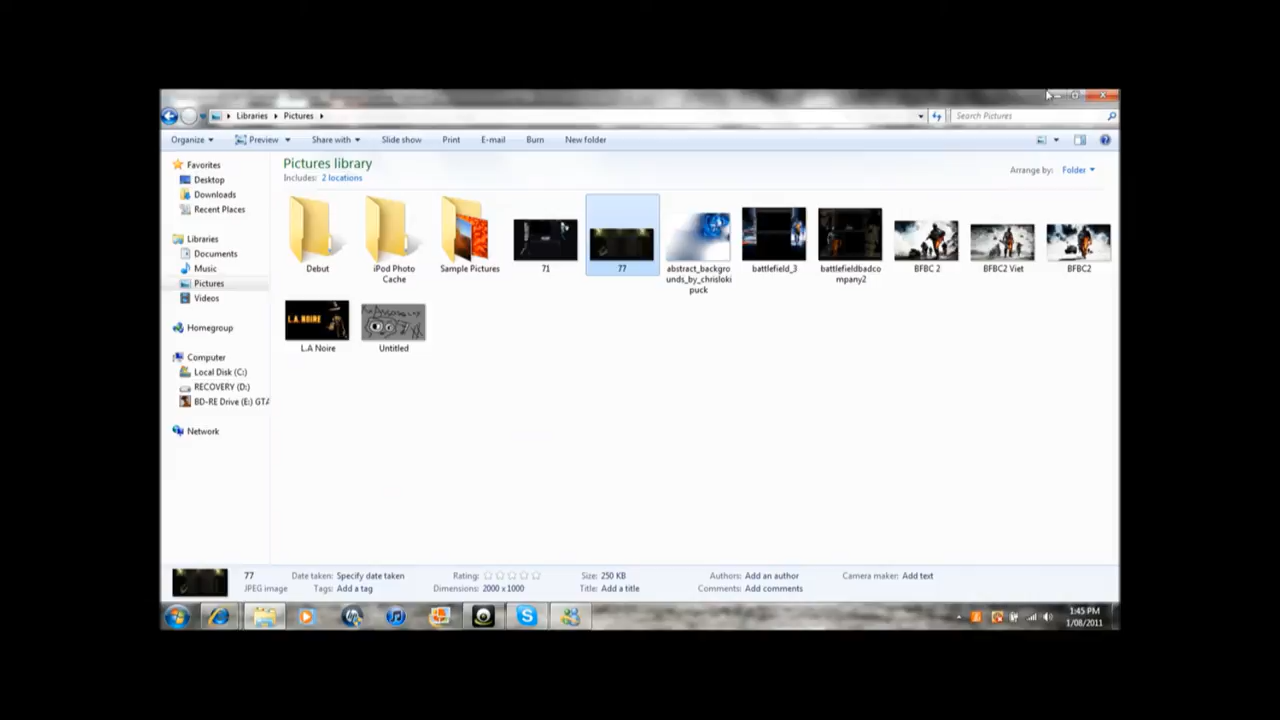 Libraries Pictures
Search Pictures
Organize Preview Share with Slide show Print E-mail Burn New folder
Favorites
Desktop
Downloads
Recent Places
Libraries
Documents
Music
Pictures
Videos
Homegroup
Computer
Local Disk (C:)
RECOVERY (D:)
BD-RE Drive (E:) GTA
Network
Pictures library
Includes: 2 locations
Arrange by: Folder
Debut
iPod Photo
Cache
Sample Pictures
71
77
abstract_backgro
unds_by_chrisloki
puck
battlefield_3
battlefieldbadco
mpany2
BFBC 2
BFBC2 Viet
BFBC2
L.A. NOIRE
L.A Noire
Untitled
77
JPEG image
Date taken: Specify date taken
Tags: Add a tag
Rating:
Dimensions: 2000 x 1000
Size: 250 KB
Title: Add a title
Authors: Add an author
Comments: Add comments
Camera maker: Add text
1:45 PM
1/08/2011